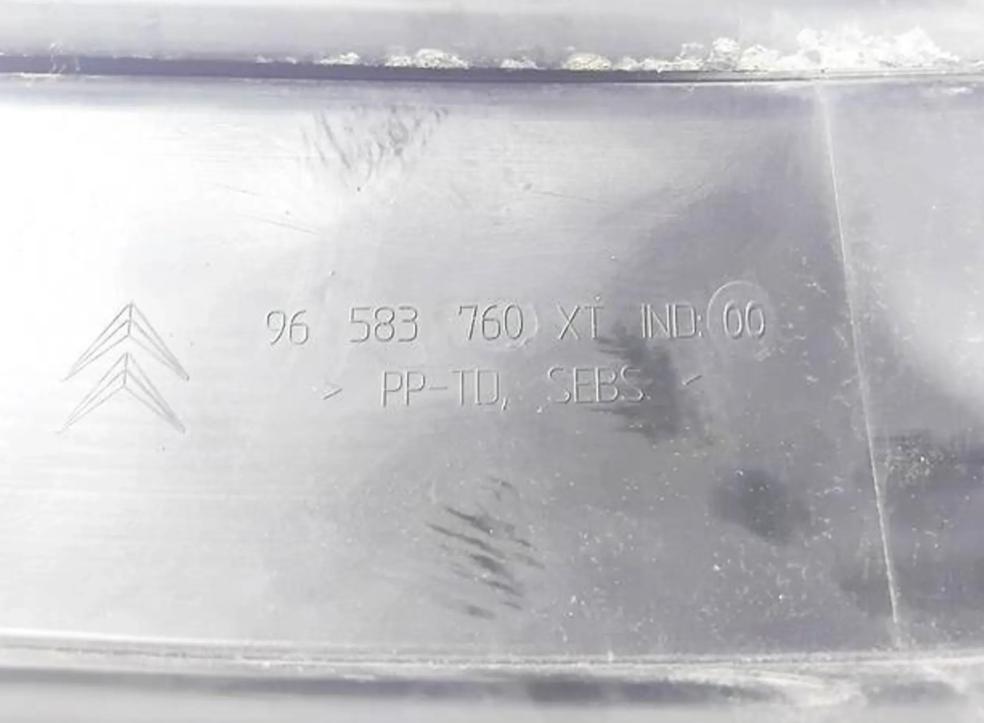 96 583 760 XT IND: 00
> PP-TD, SEBS <